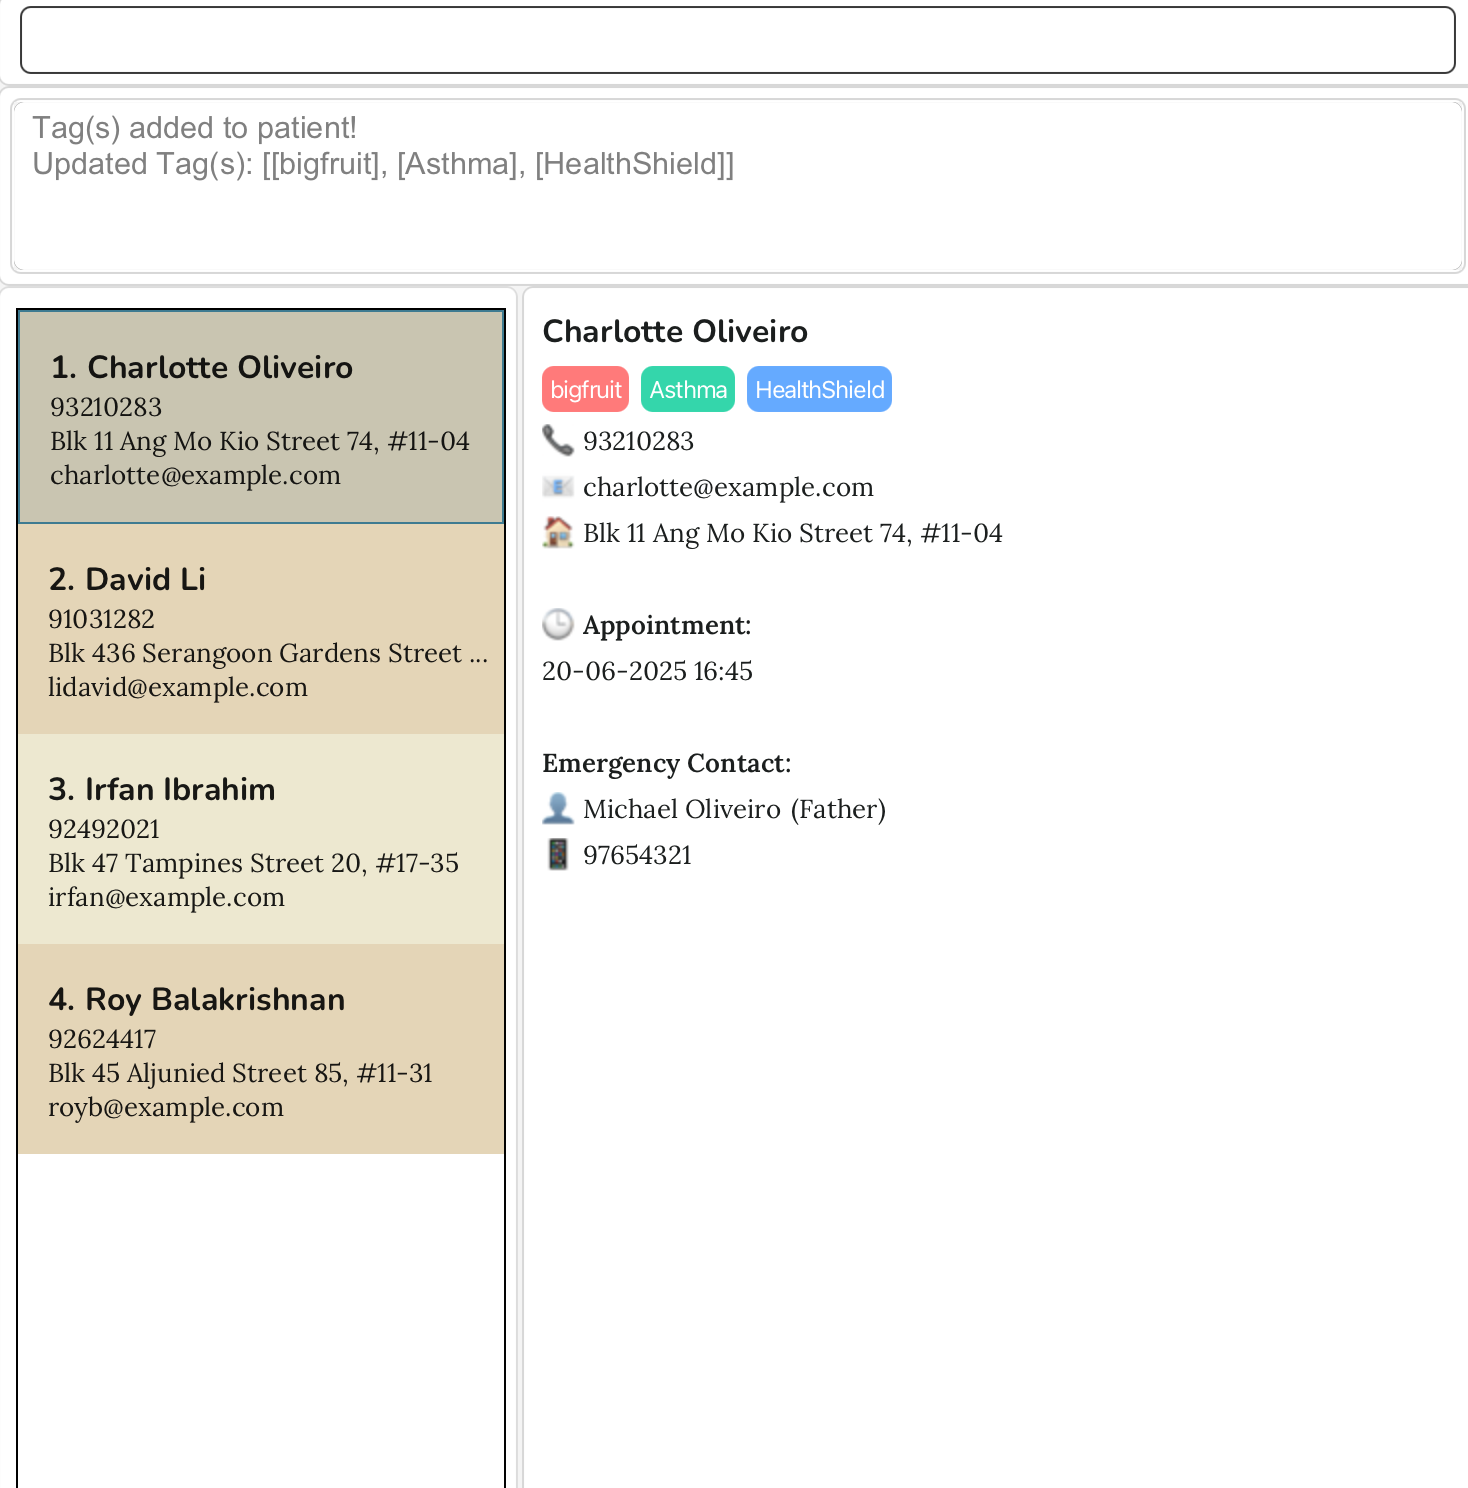 Tag(s) added to patient!
Updated Tag(s): [[bigfruit], [Asthma], [HealthShield]]
1. Charlotte Oliveiro
93210283
Blk 11 Ang Mo Kio Street 74, #11-04
charlotte@example.com
2. David Li
91031282
Blk 436 Serangoon Gardens Street ...
lidavid@example.com
3. Irfan Ibrahim
92492021
Blk 47 Tampines Street 20, #17-35
irfan@example.com
4. Roy Balakrishnan
92624417
Blk 45 Aljunied Street 85, #11-31
royb@example.com
Charlotte Oliveiro
bigfruit Asthma HealthShield
93210283
charlotte@example.com
Blk 11 Ang Mo Kio Street 74, #11-04
Appointment:
20-06-2025 16:45
Emergency Contact:
Michael Oliveiro (Father)
97654321